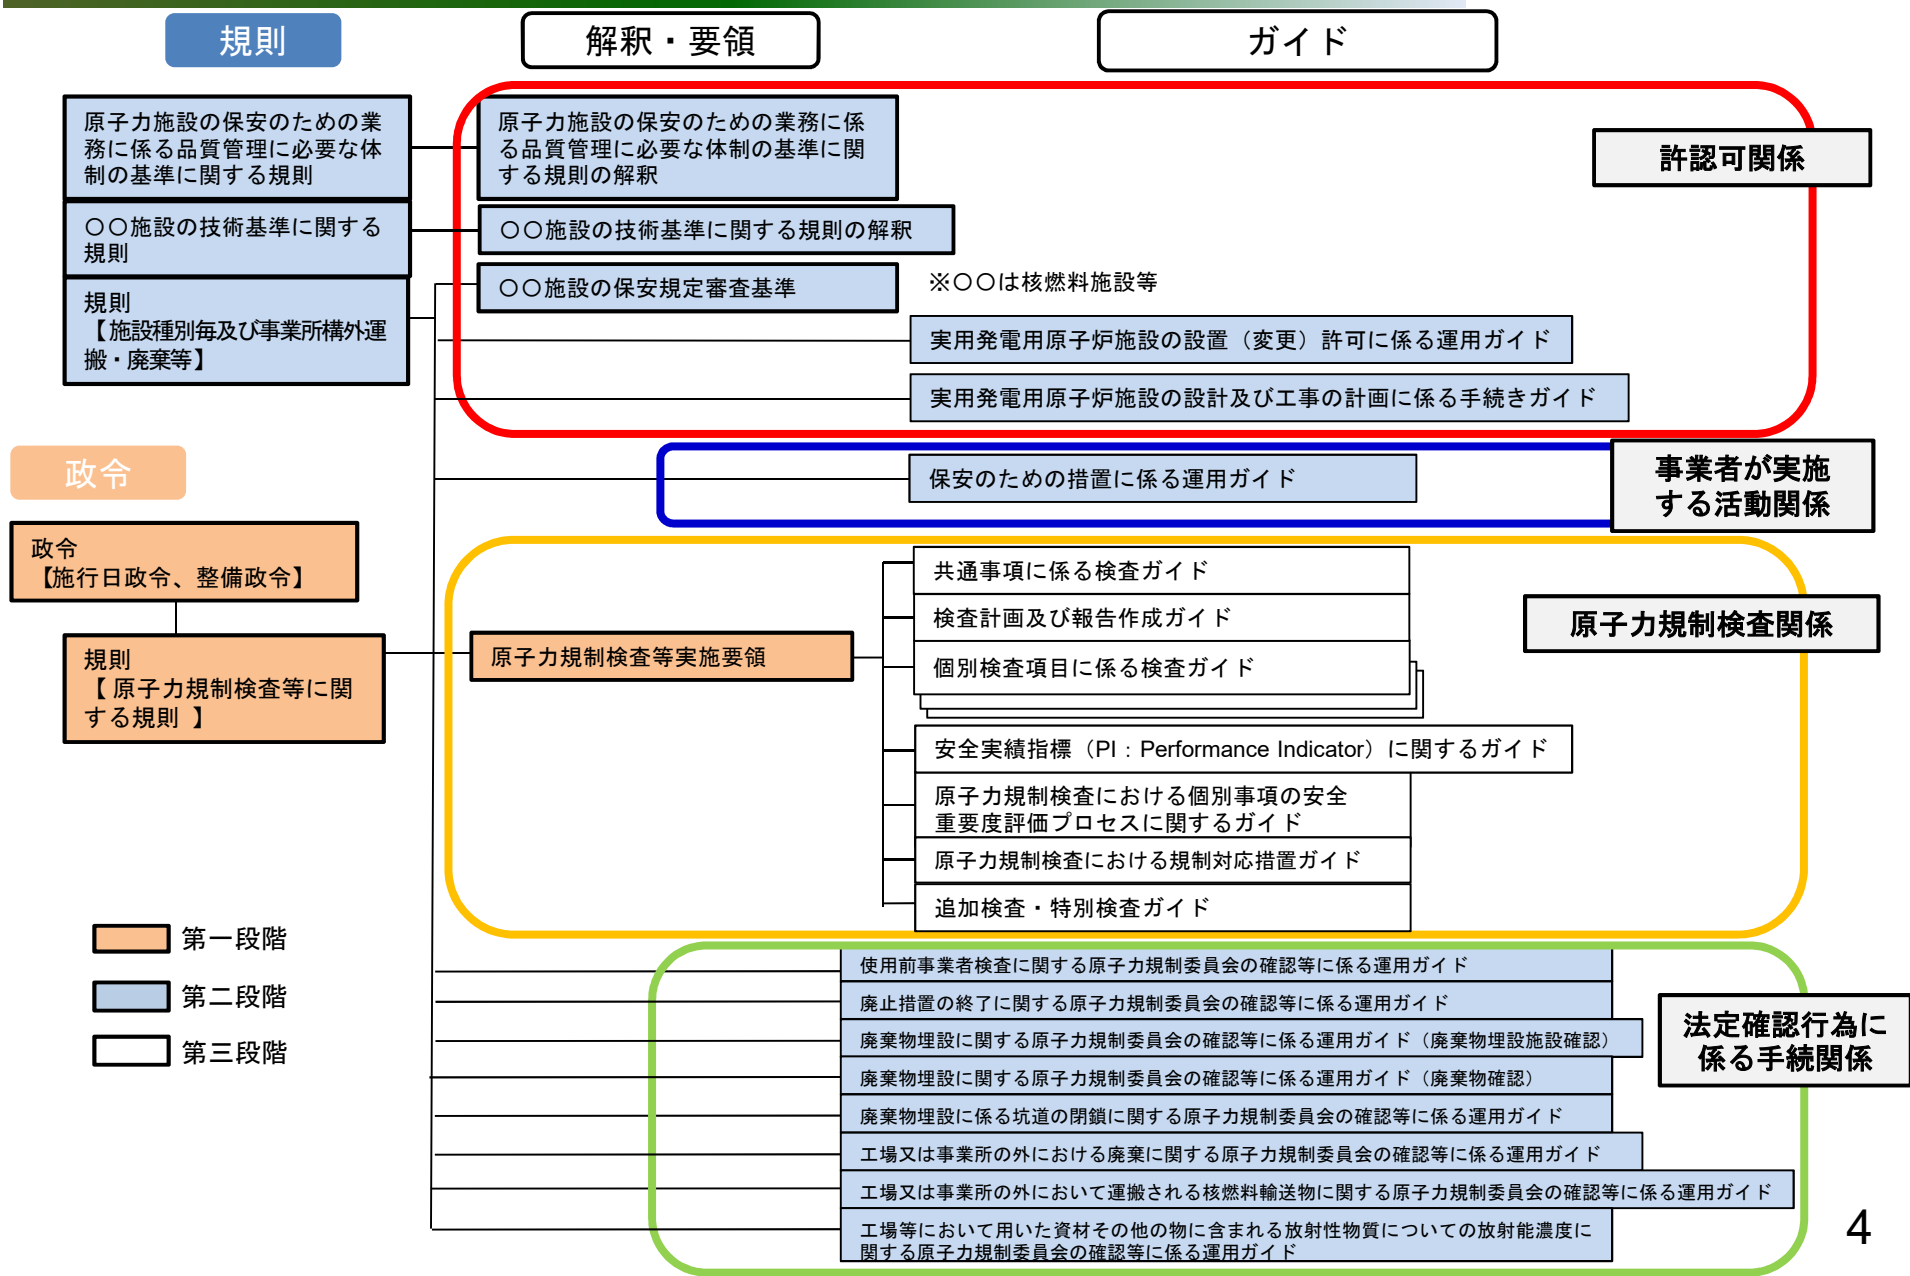 規則
解釈・要領
ガイド
原子力施設の保安のための業
務に係る品質管理に必要な体
制の基準に関する規則
原子力施設の保安のための業務に係
る品質管理に必要な体制の基準に関
する規則の解釈
許認可関係
〇〇施設の技術基準に関する
規則
〇〇施設の技術基準に関する規則の解釈
規則
【施設種別毎及び事業所構外運
搬・廃棄等】
〇〇施設の保安規定審査基準
※〇〇は核燃料施設等
実用発電用原子炉施設の設置（変更）許可に係る運用ガイド
実用発電用原子炉施設の設計及び工事の計画に係る手続きガイド
政令
保安のための措置に係る運用ガイド
事業者が実施
する活動関係
政令
【施行日政令、整備政令】
規則
【 原子力規制検査等に関
する規則 】
原子力規制検査等実施要領
共通事項に係る検査ガイド
検査計画及び報告作成ガイド
個別検査項目に係る検査ガイド
安全実績指標（PI：Performance Indicator）に関するガイド
原子力規制検査における個別事項の安全
重要度評価プロセスに関するガイド
原子力規制検査における規制対応措置ガイド
追加検査・特別検査ガイド
原子力規制検査関係
第一段階
第二段階
第三段階
使用前事業者検査に関する原子力規制委員会の確認等に係る運用ガイド
廃止措置の終了に関する原子力規制委員会の確認等に係る運用ガイド
廃棄物埋設に関する原子力規制委員会の確認等に係る運用ガイド（廃棄物埋設施設確認）
廃棄物埋設に関する原子力規制委員会の確認等に係る運用ガイド（廃棄物確認）
廃棄物埋設に係る坑道の閉鎖に関する原子力規制委員会の確認等に係る運用ガイド
工場又は事業所の外における廃棄に関する原子力規制委員会の確認等に係る運用ガイド
工場又は事業所の外において運搬される核燃料輸送物に関する原子力規制委員会の確認等に係る運用ガイド
工場等において用いた資材その他の物に含まれる放射性物質についての放射能濃度に
関する原子力規制委員会の確認等に係る運用ガイド
法定確認行為に
係る手続関係
4